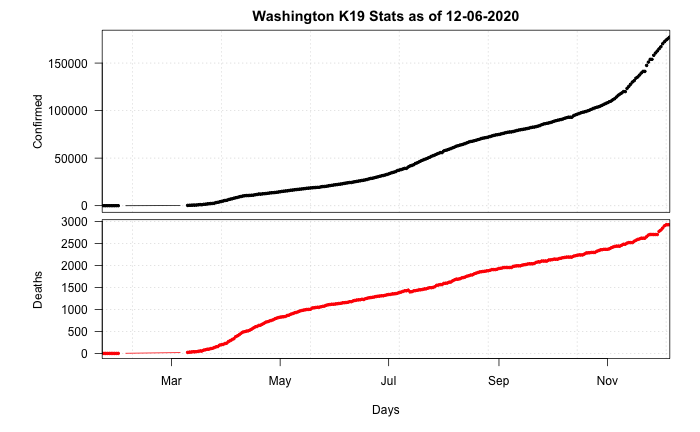 Washington K19 Stats as of 12-06-2020
Confirmed
150000
100000
50000
0
Deaths
3000
2500
2000
1500
1000
500
0
Mar May Jul Sep Nov
Days